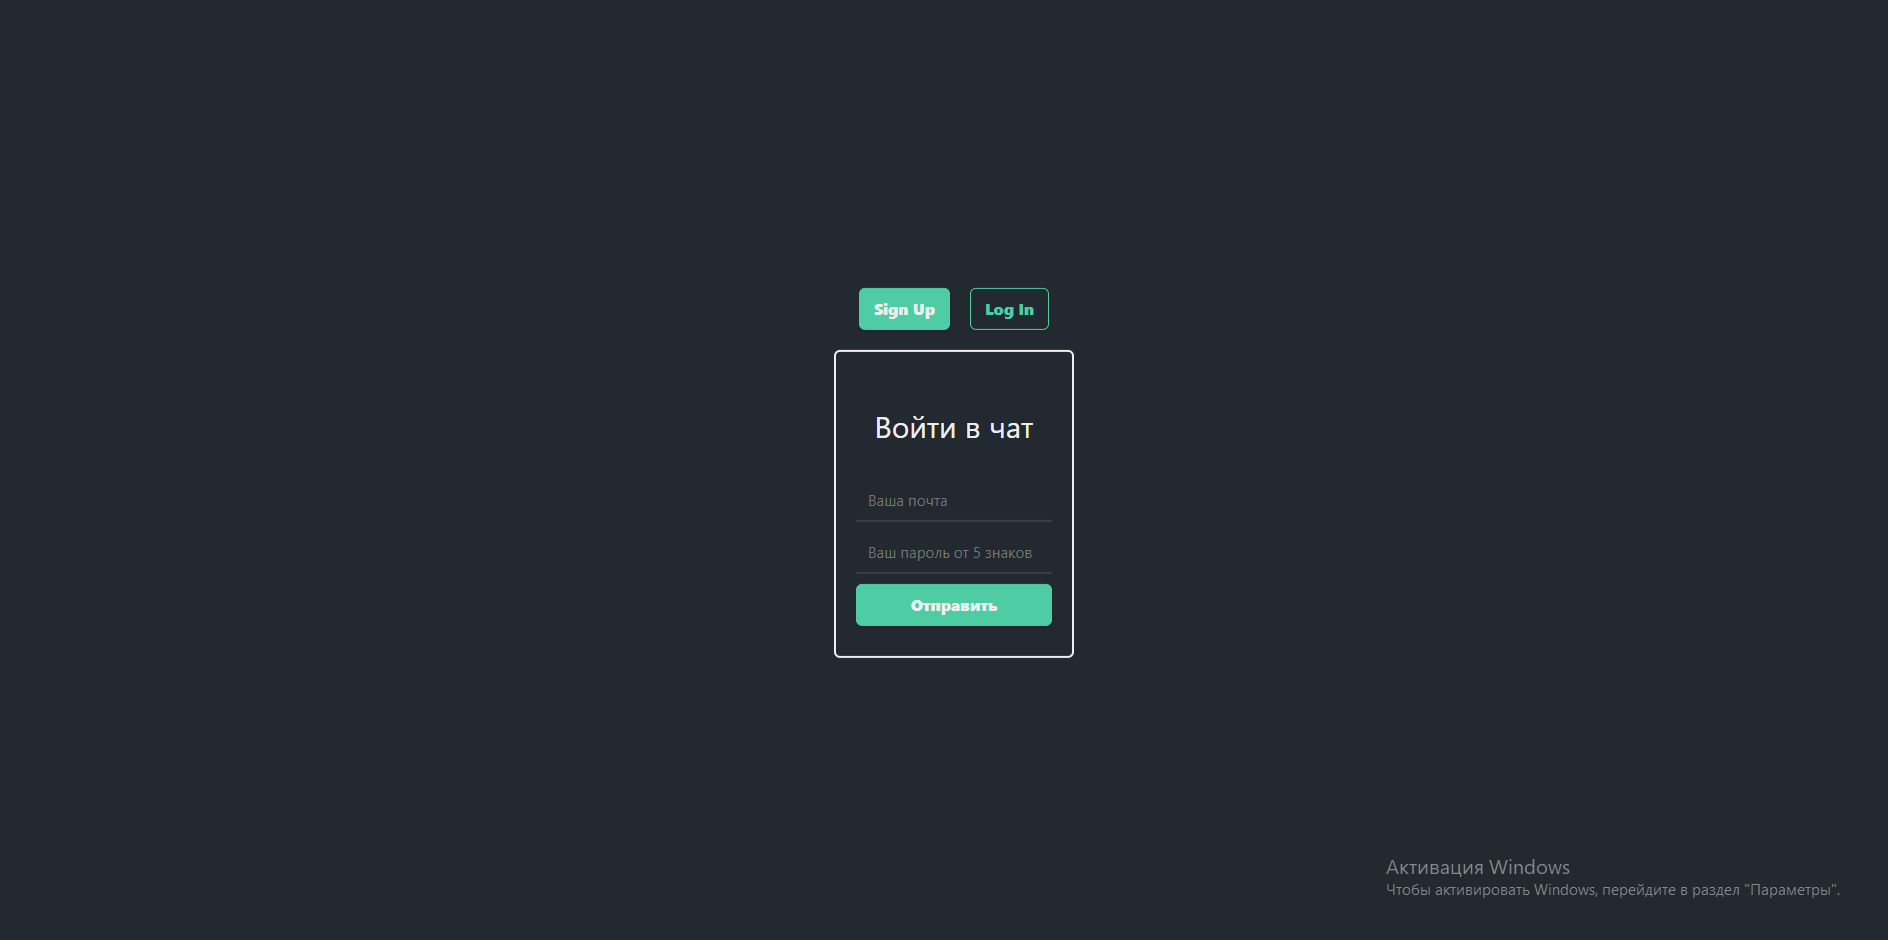 Sign Up Log In
Войти в чат
Ваша почта
Ваш пароль от 5 знаков
Отправить
Активация Windows
Чтобы активировать Windows, перейдите в раздел "Параметры".